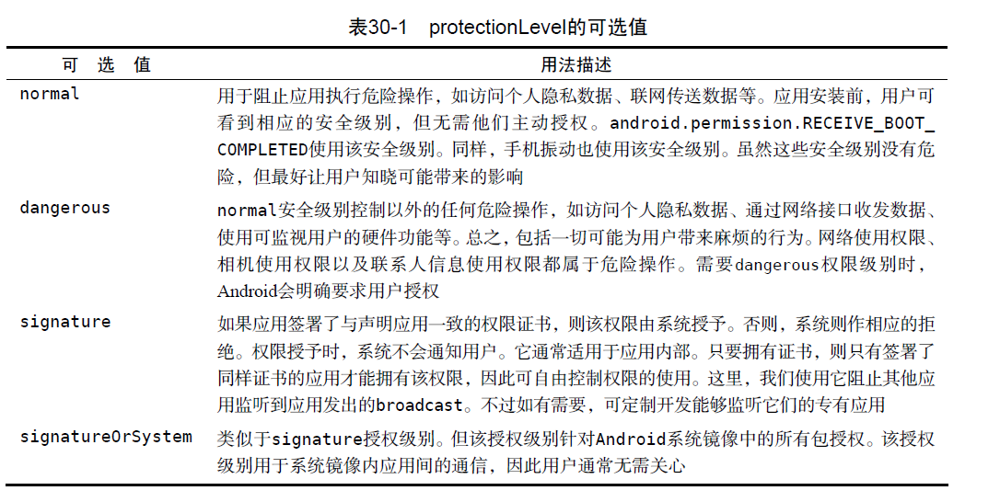 表30-1 protectionLevel的可选值
可 选 值 用法描述
normal 用于阻止应用执行危险操作，如访问个人隐私数据、联网传送数据等。应用安装前，用户可
看到相应的安全级别，但无需他们主动授权。android.permission.RECEIVE_BOOT_
COMPLETED使用该安全级别。同样，手机振动也使用该安全级别。虽然这些安全级别没有危
险，但最好让用户知晓可能带来的影响
dangerous normal安全级别控制以外的任何危险操作，如访问个人隐私数据、通过网络接口收发数据、
使用可监视用户的硬件功能等。总之，包括一切可能为用户带来麻烦的行为。网络使用权限、
相机使用权限以及联系人信息使用权限都属于危险操作。需要dangerous权限级别时，
Android会明确要求用户授权
signature 如果应用签署了与声明应用一致的权限证书，则该权限由系统授予。否则，系统则作相应的拒
绝。权限授予时，系统不会通知用户。它通常适用于应用内部。只要拥有证书，则只有签署了
同样证书的应用才能拥有该权限，因此可自由控制权限的使用。这里，我们使用它阻止其他应
用监听到应用发出的broadcast。不过如有需要，可定制开发能够监听它们的专有应用
signatureOrSystem 类似于signature授权级别。但该授权级别针对Android系统镜像中的所有包授权。该授权
级别用于系统镜像内应用间的通信，因此用户通常无需关心